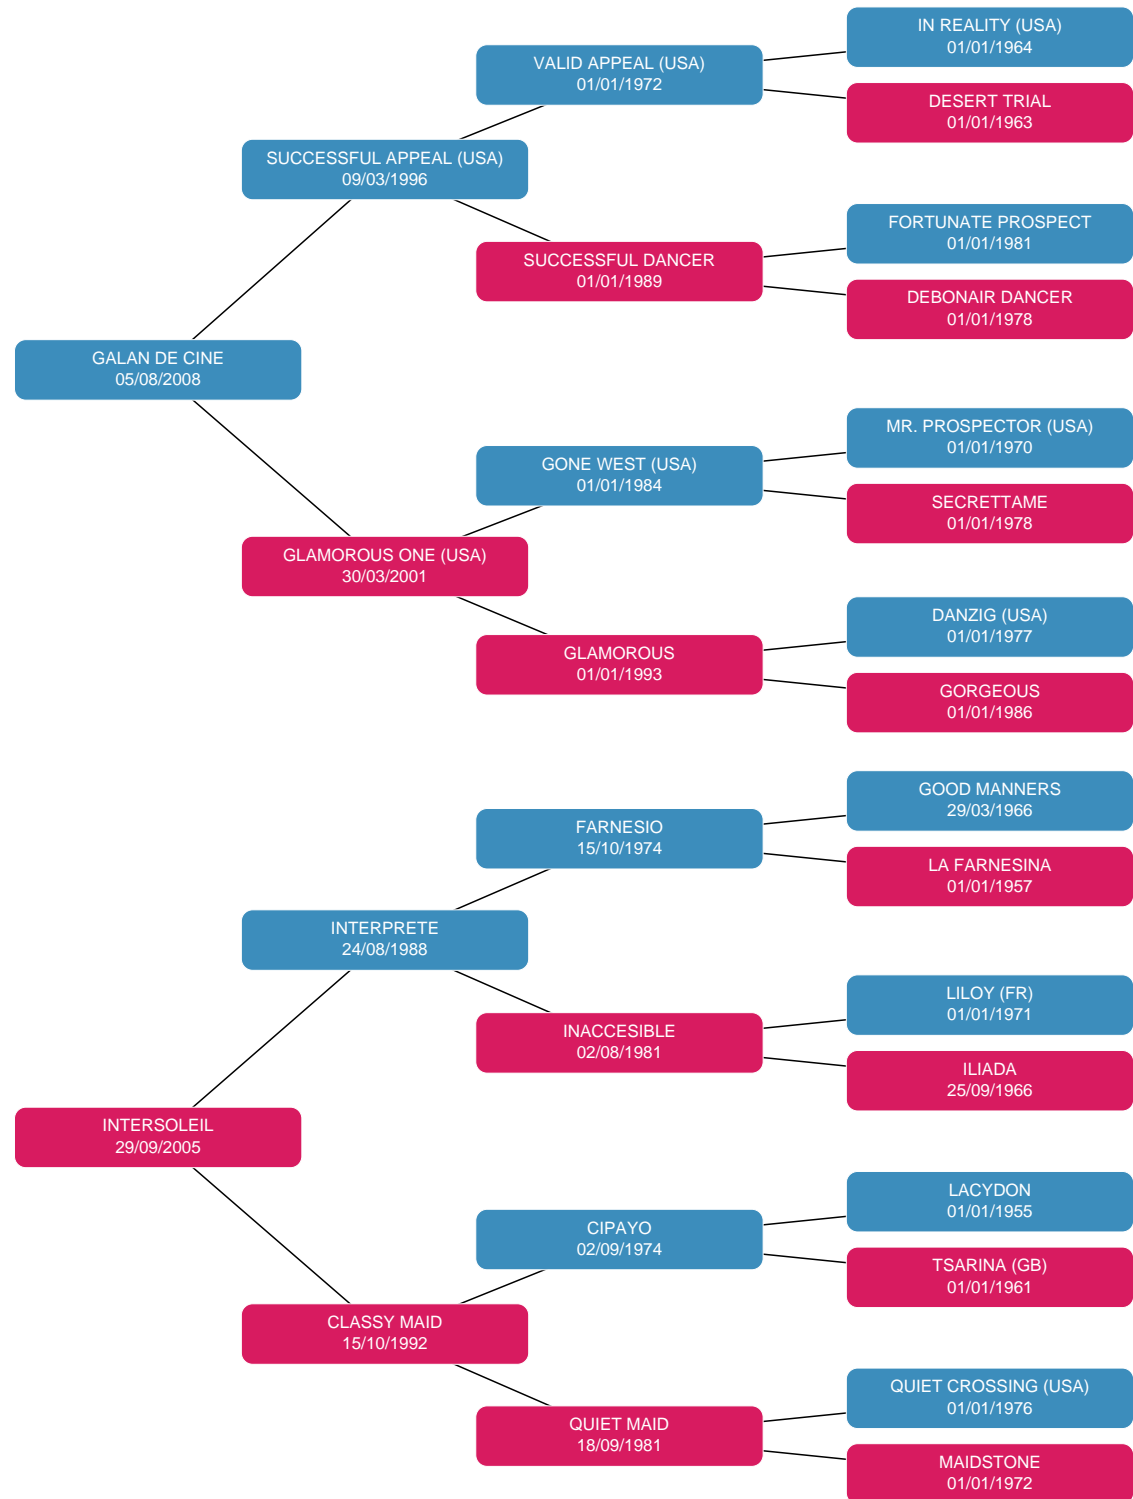 IN REALITY (USA)
01/01/1964
VALID APPEAL (USA)
01/01/1972
DESERT TRIAL
01/01/1963
SUCCESSFUL APPEAL (USA)
09/03/1996
FORTUNATE PROSPECT
01/01/1981
SUCCESSFUL DANCER
01/01/1989
DEBONAIR DANCER
01/01/1978
GALAN DE CINE
05/08/2008
MR. PROSPECTOR (USA)
01/01/1970
GONE WEST (USA)
01/01/1984
SECRETTAME
01/01/1978
GLAMOROUS ONE (USA)
30/03/2001
DANZIG (USA)
01/01/1977
GLAMOROUS
01/01/1993
GORGEOUS
01/01/1986
GOOD MANNERS
29/03/1966
FARNESIO
15/10/1974
LA FARNESINA
01/01/1957
INTERPRETE
24/08/1988
LILOY (FR)
01/01/1971
INACCESIBLE
02/08/1981
ILIADA
25/09/1966
INTERSOLEIL
29/09/2005
LACYDON
01/01/1955
CIPAYO
02/09/1974
TSARINA (GB)
01/01/1961
CLASSY MAID
15/10/1992
QUIET CROSSING (USA)
01/01/1976
QUIET MAID
18/09/1981
MAIDSTONE
01/01/1972